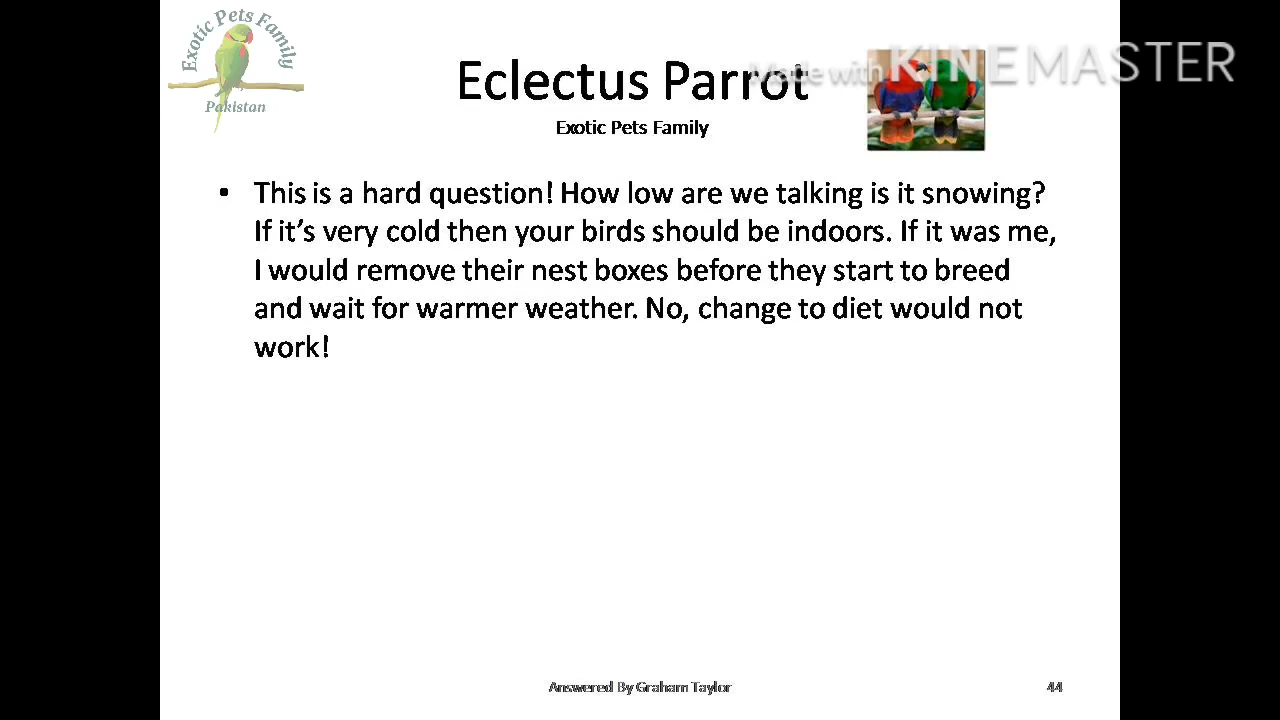 Exotic Pets Family
Pakistan
Made with KINEMASTER
Eclectus Parrot
Exotic Pets Family
• This is a hard question! How low are we talking is it snowing?
If it's very cold then your birds should be indoors. If it was me,
I would remove their nest boxes before they start to breed
and wait for warmer weather. No, change to diet would not
work!
Answered By Graham Taylor
44